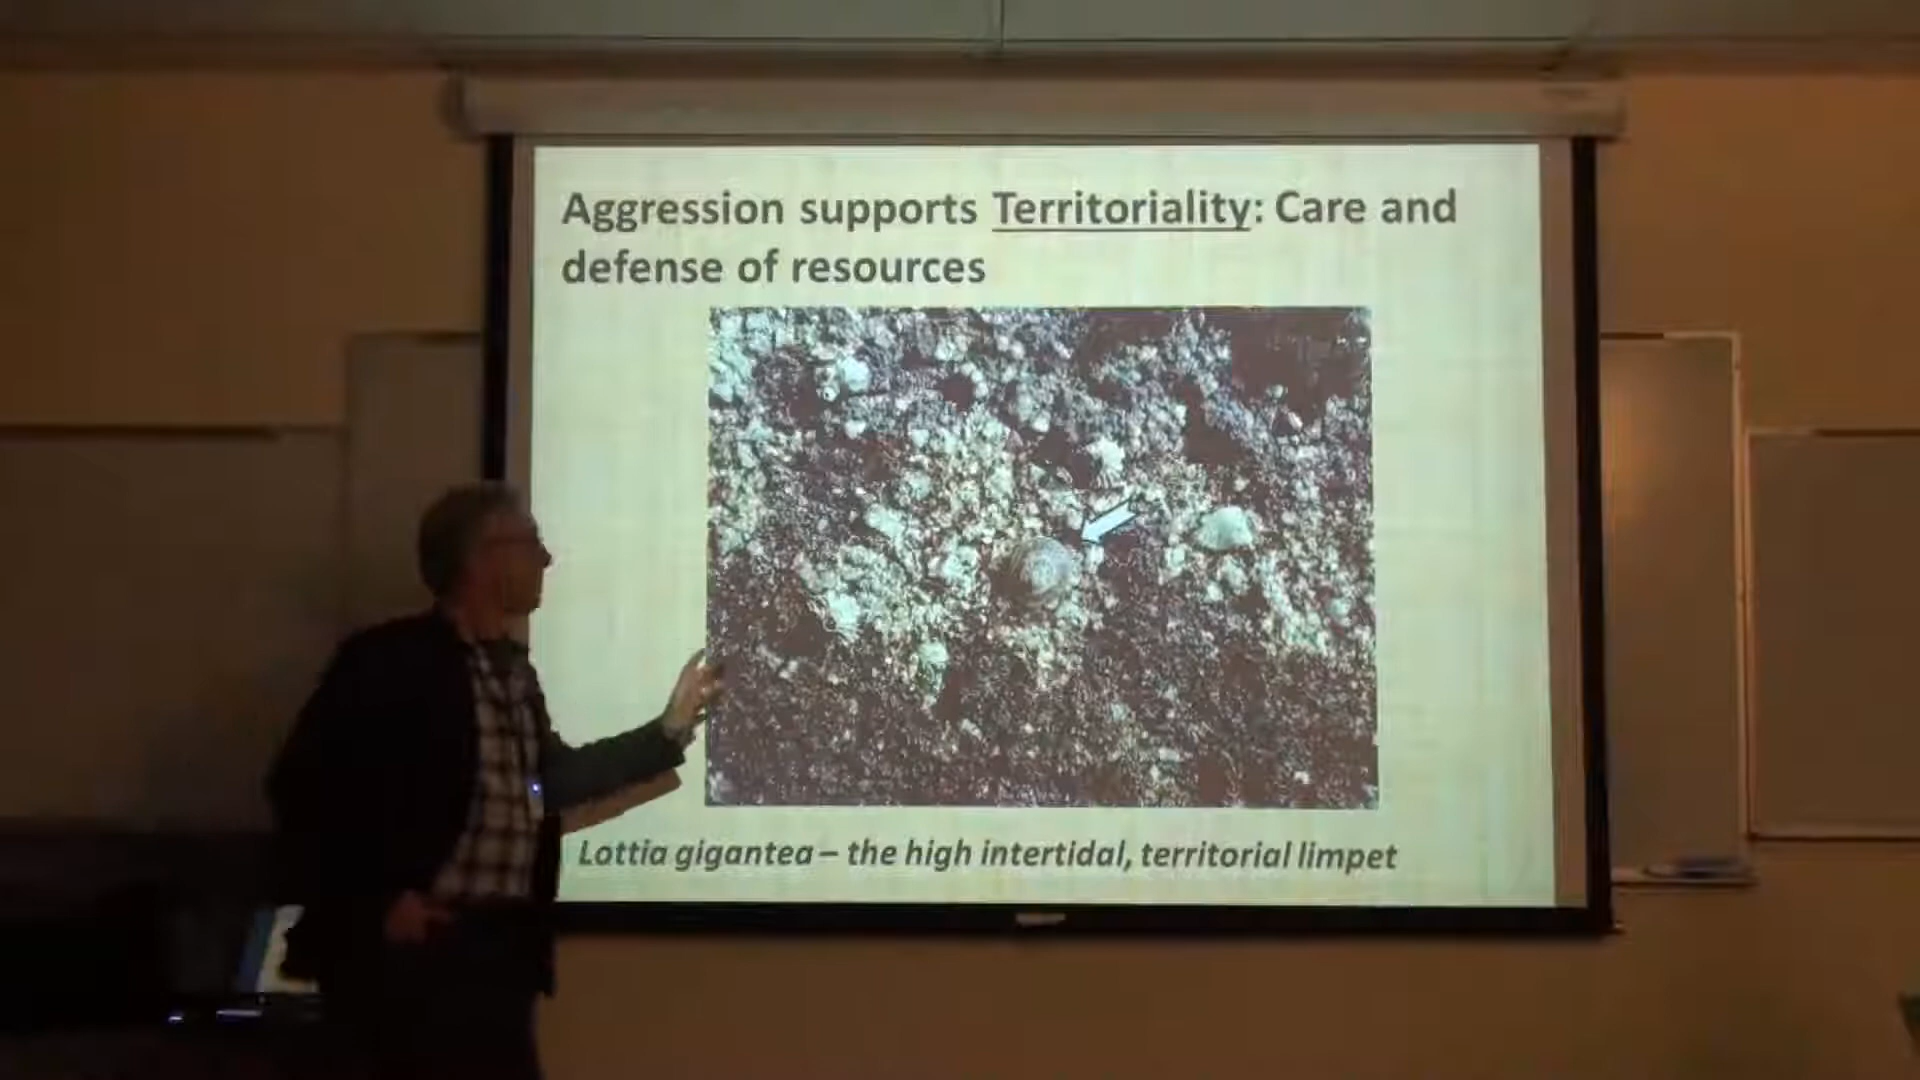 Aggression supports Territoriality: Care and
defense of resources
Lottia gigantea – the high intertidal, territorial limpet